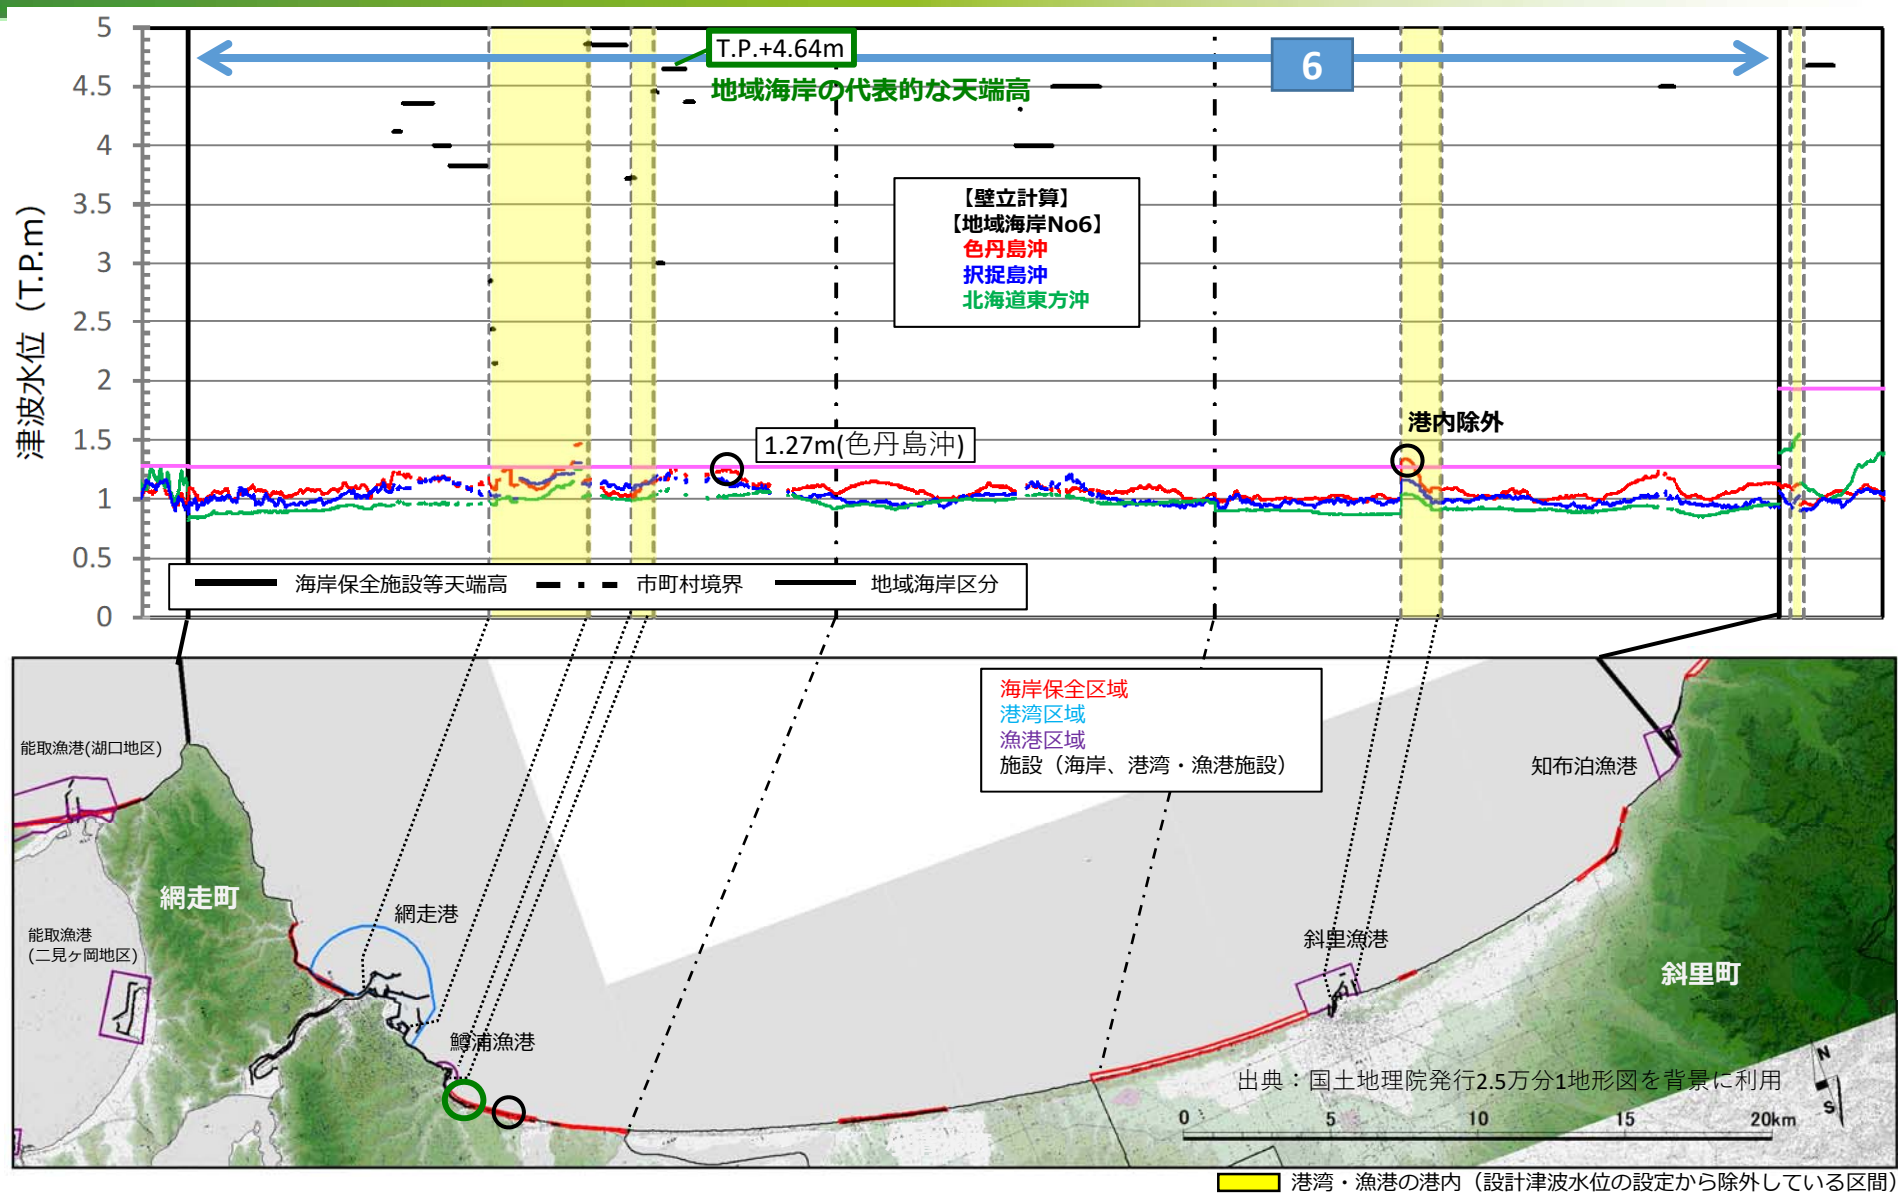 5
4.5
4
3.5
3
2.5
2
1.5
1
0.5
0
津波水位（T.P.m）
T.P.+4.64m
地域海岸の代表的な天端高
6
【壁立計算】
【地域海岸No6】
色丹島沖
択捉島沖
北海道東方沖
1.27m(色丹島沖)
港内除外
海岸保全施設等天端高
市町村境界
地域海岸区分
海岸保全区域
港湾区域
漁港区域
施設（海岸、港湾・漁港施設）
能取漁港(湖口地区)
網走町
能取漁港
(二見ヶ岡地区)
網走港
鱒浦漁港
知布泊漁港
斜里漁港
斜里町
出典：国土地理院発行2.5万分1地形図を背景に利用
N
S
0
5
10
15
20km
港湾・漁港の港内（設計津波水位の設定から除外している区間）